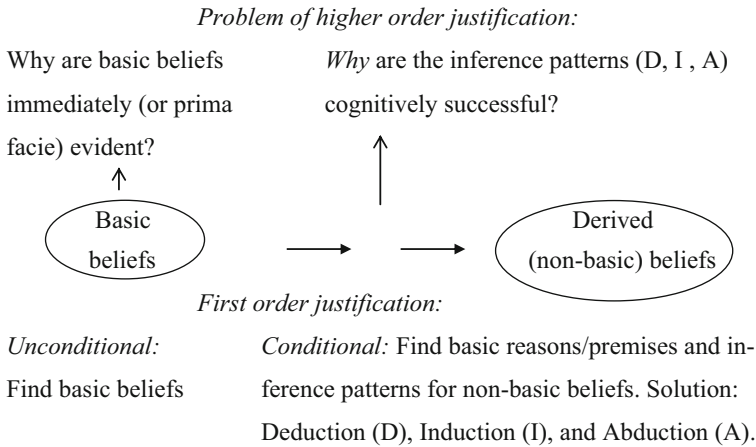 Problem of higher order justification:
Why are basic beliefs
immediately (or prima
facie) evident?
Why are the inference patterns (D, I , A)
cognitively successful?
Basic
beliefs
Derived
(non-basic) beliefs
First order justification:
Unconditional:
Find basic beliefs
Conditional: Find basic reasons/premises and in-
ference patterns for non-basic beliefs. Solution:
Deduction (D), Induction (I), and Abduction (A).